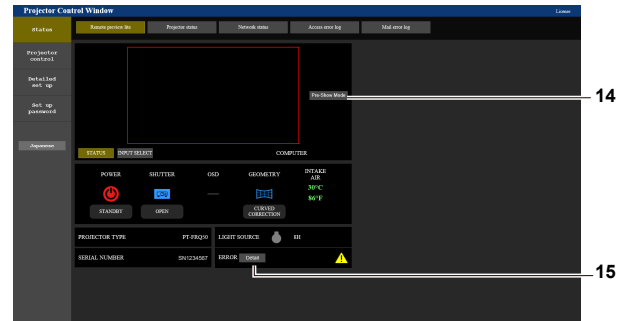 Projector Control Window
License
Status
Remote preview lite
Projector status
Network status
Access error log
Mail error log
Projector control
Detailed set up
Set up password
Japanese
Pre-Show Mode
14
STATUS
INPUT SELECT
COMPUTER
POWER
SHUTTER
OSD
GEOMETRY
INTAKE AIR
30°C
86°F
STANDBY
OPEN
CURVED CORRECTION
PROJECTOR TYPE
PT-FRQ50
LIGHT SOURCE
8H
SERIAL NUMBER
SN1234567
ERROR
Detail
15